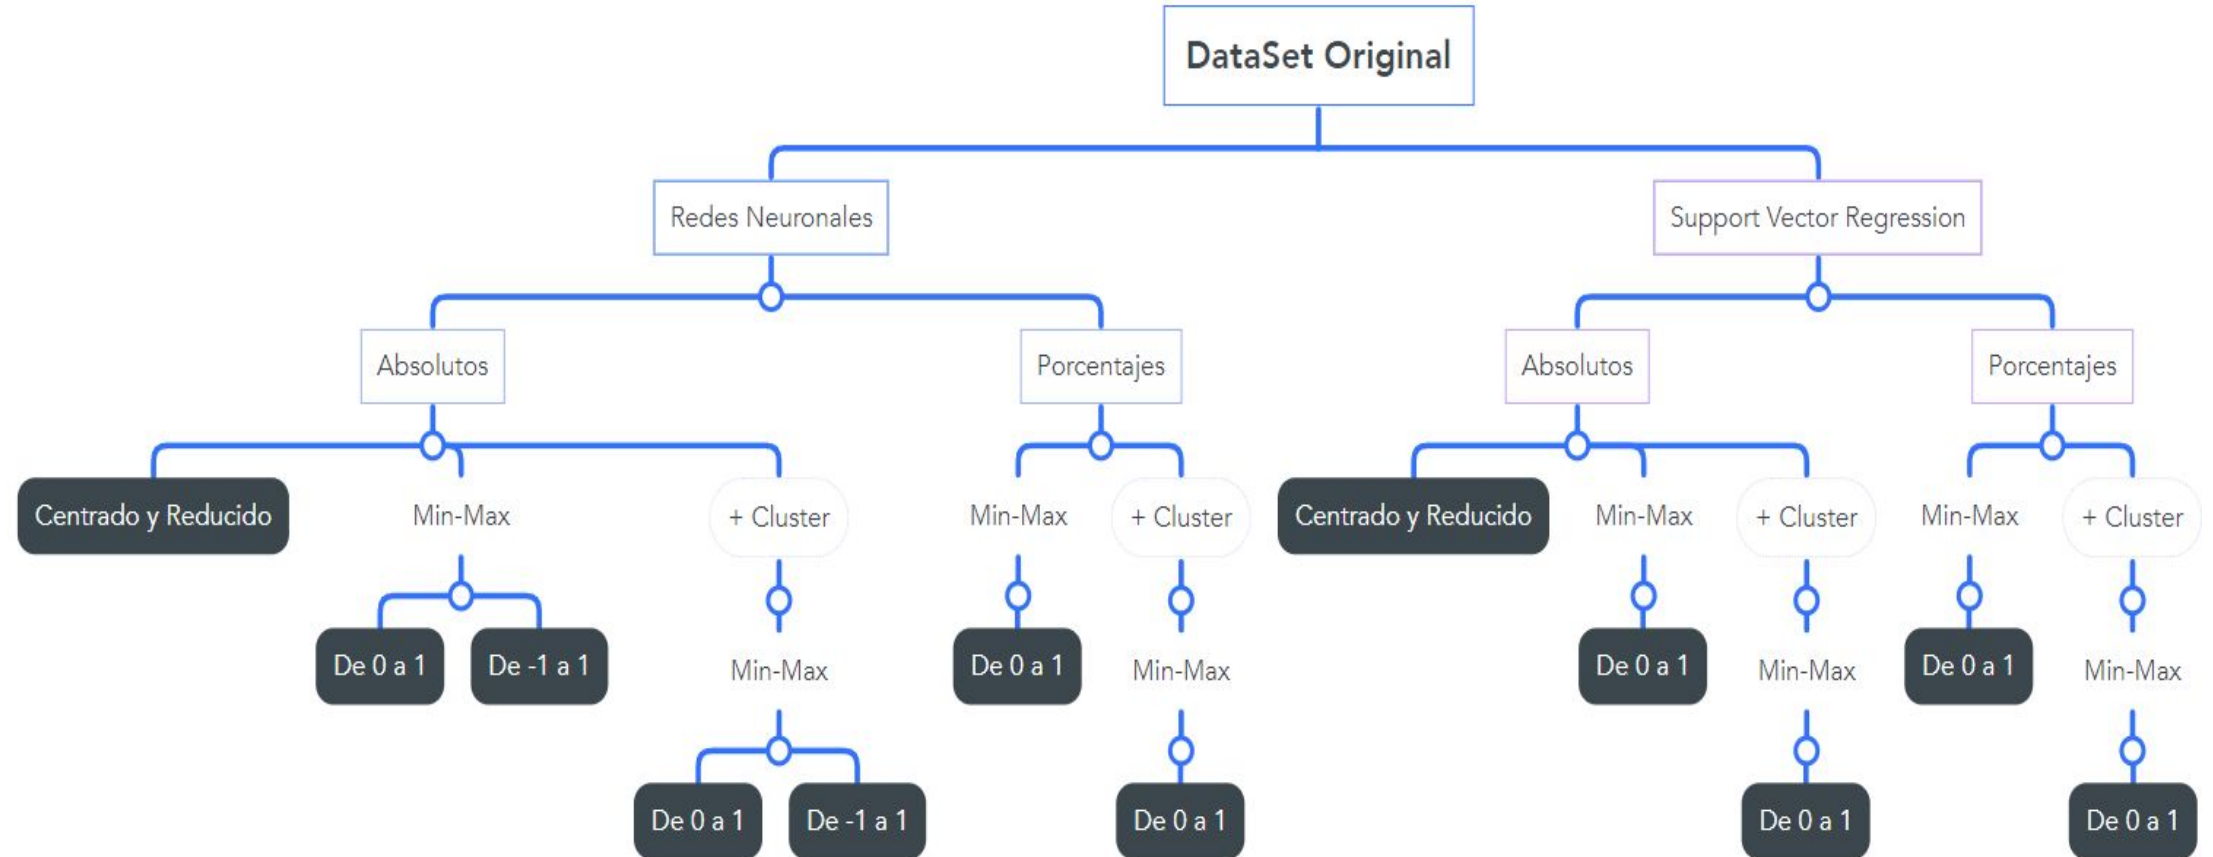 DataSet Original
Redes Neuronales
Support Vector Regression
Absolutos
Porcentajes
Absolutos
Porcentajes
Centrado y Reducido
Min-Max
+ Cluster
Min-Max
+ Cluster
Centrado y Reducido
Min-Max
+ Cluster
Min-Max
+ Cluster
De 0 a 1
De -1 a 1
Min-Max
De 0 a 1
Min-Max
De 0 a 1
Min-Max
De 0 a 1
Min-Max
De 0 a 1
De -1 a 1
De 0 a 1
De 0 a 1
De 0 a 1